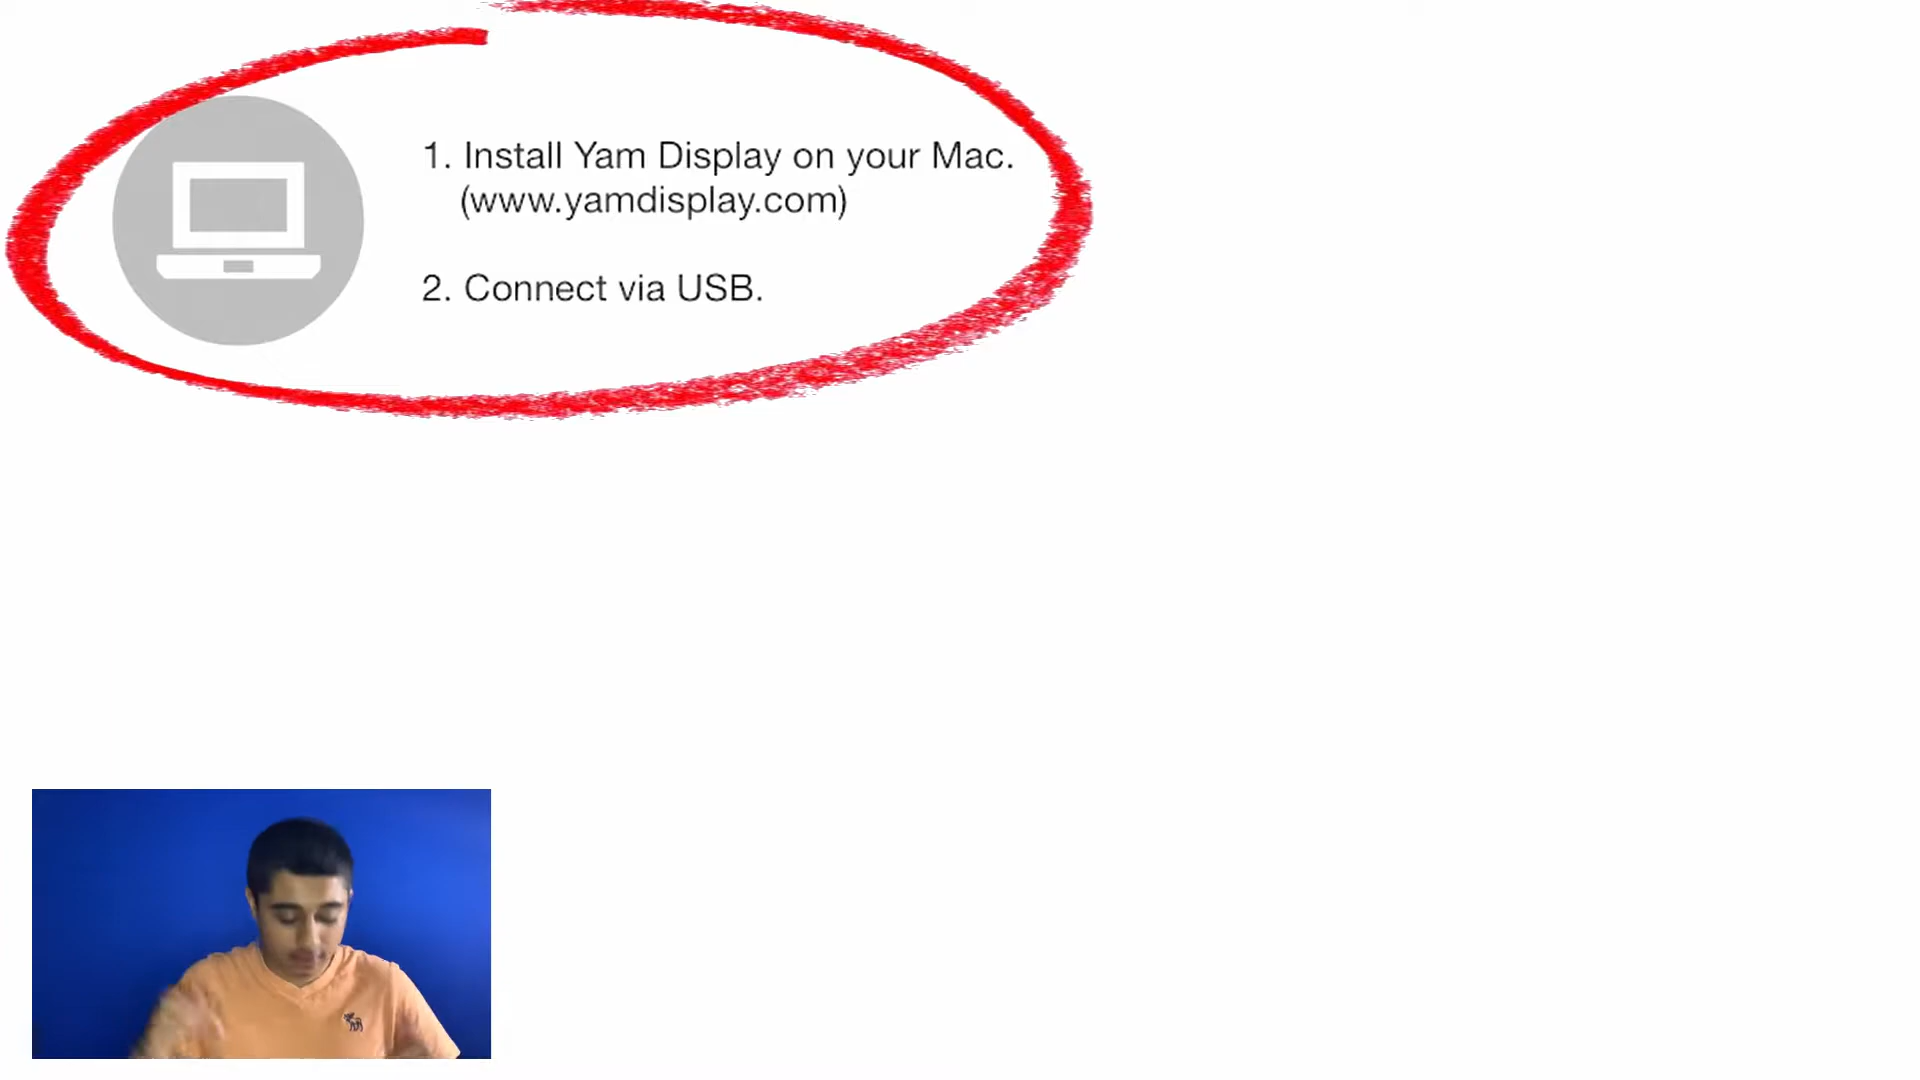 1. Install Yam Display on your Mac.
(www.yamdisplay.com)
2. Connect via USB.